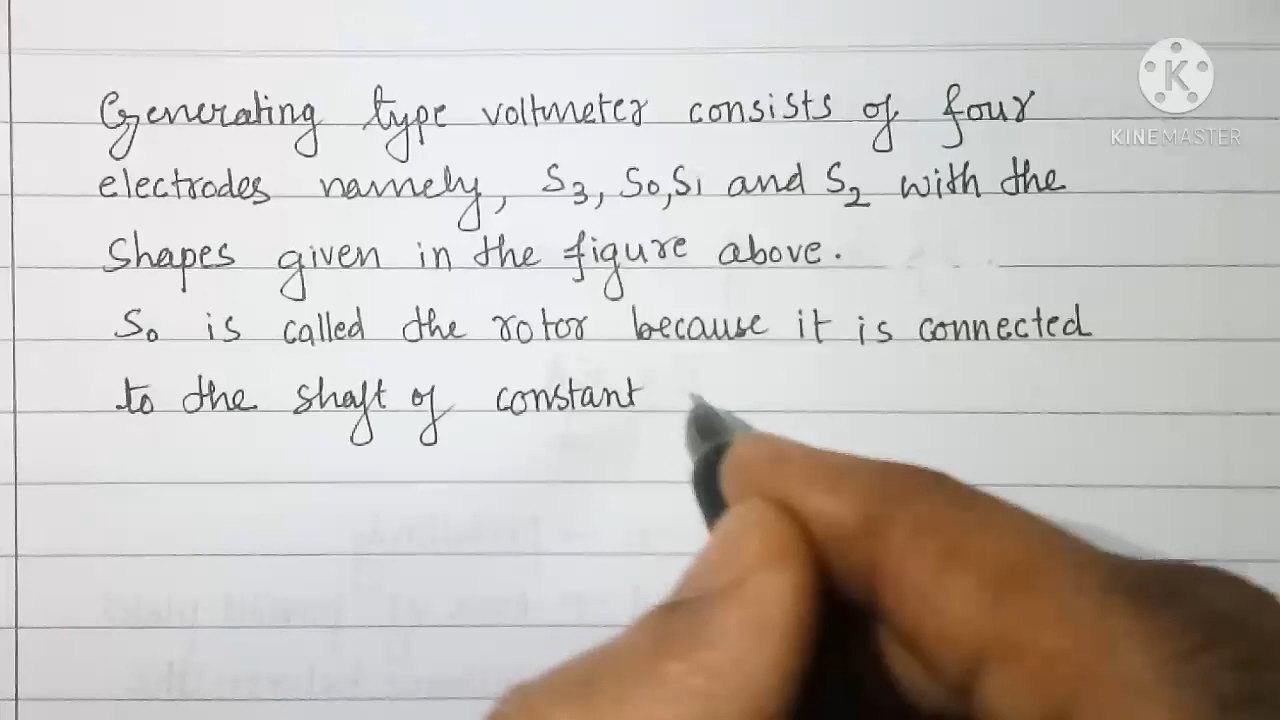 Generating type voltmeter consists of four
electrodes namely, S3, S0, S1 and S2 with the
Shapes given in the figure above.
S0 is called the rotor because it is connected
to the shaft of constant
K
KINEMASTER